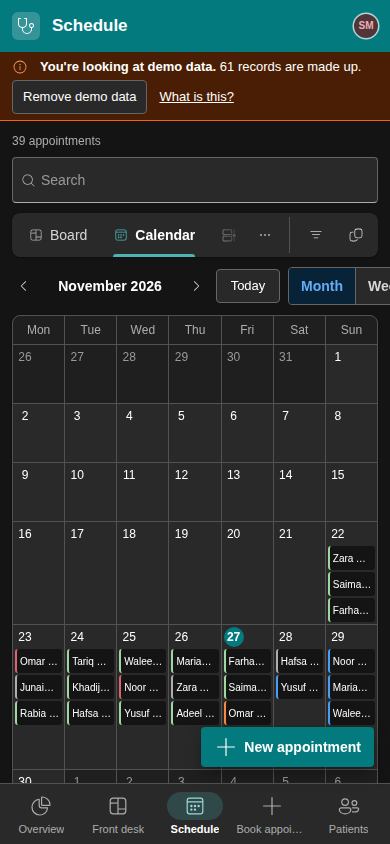 Schedule
SM
You're looking at demo data. 61 records are made up.
Remove demo data What is this?
39 appointments
Search
Board Calendar
November 2026 Today Month Wee
Mon Tue Wed Thu Fri Sat Sun
26 27 28 29 30 31 1
2 3 4 5 6 7 8
9 10 11 12 13 14 15
16 17 18 19 20 21 22
Zara ...
Saima...
Farha...
23 24 25 26 27 28 29
Omar ... Tariq ... Walee... Maria... Farha... Hafsa ... Noor ...
Junai... Khadij... Noor ... Zara ... Saima... Yusuf ... Maria...
Rabia ... Hafsa ... Yusuf ... Adeel ... Omar ... Walee...
New appointment
30 1 2 3 4 5 6
Overview Front desk Schedule Book appoi... Patients